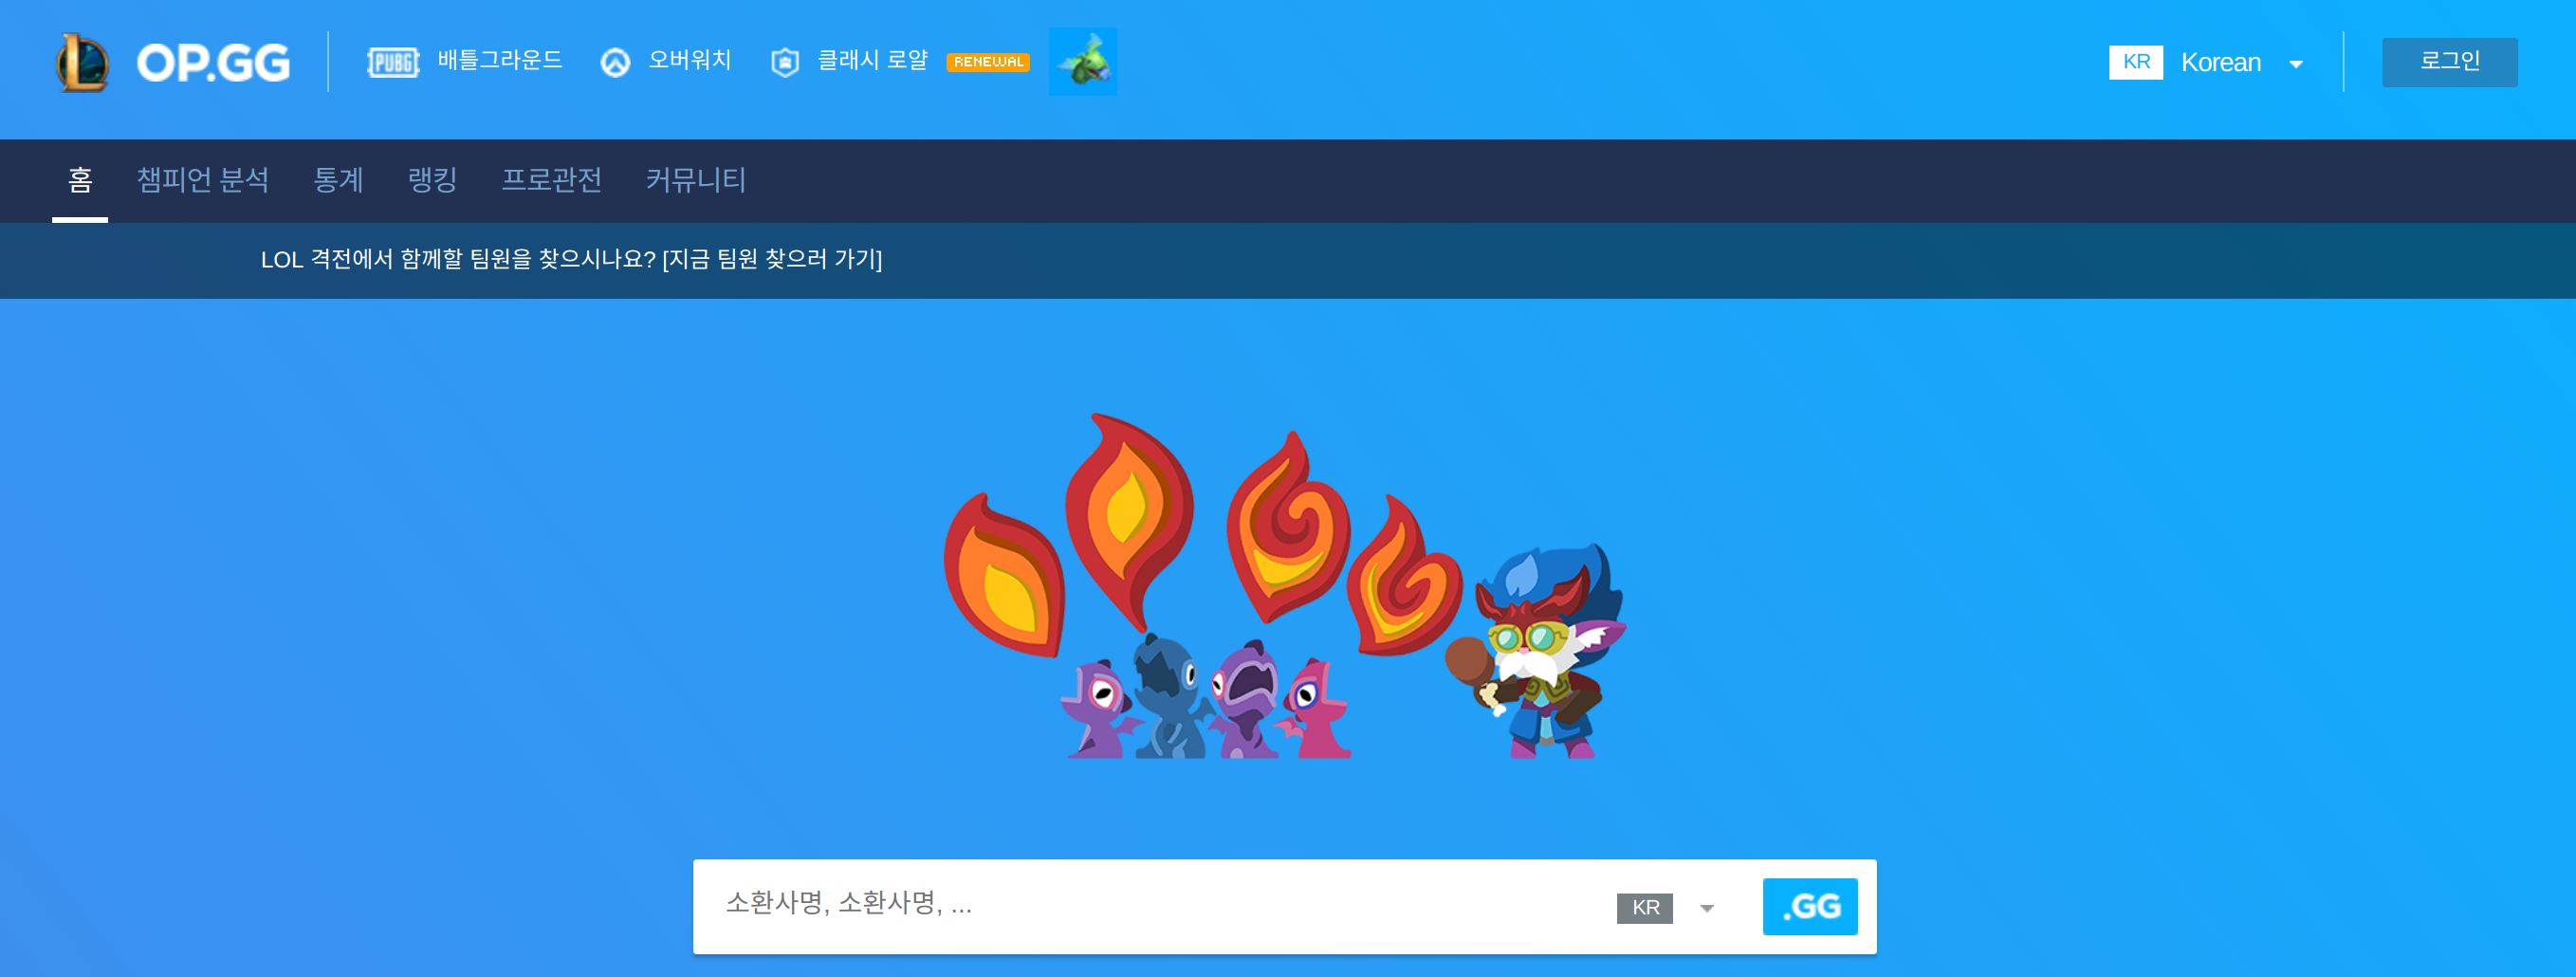 OP.GG PUBG 배틀그라운드 오버워치 클래시 로얄 RENEWAL KR Korean 로그인
홈 챔피언 분석 통계 랭킹 프로관전 커뮤니티
LOL 격전에서 함께할 팀원을 찾으시나요? [지금 팀원 찾으러 가기]
소환사명, 소환사명, ... KR .GG